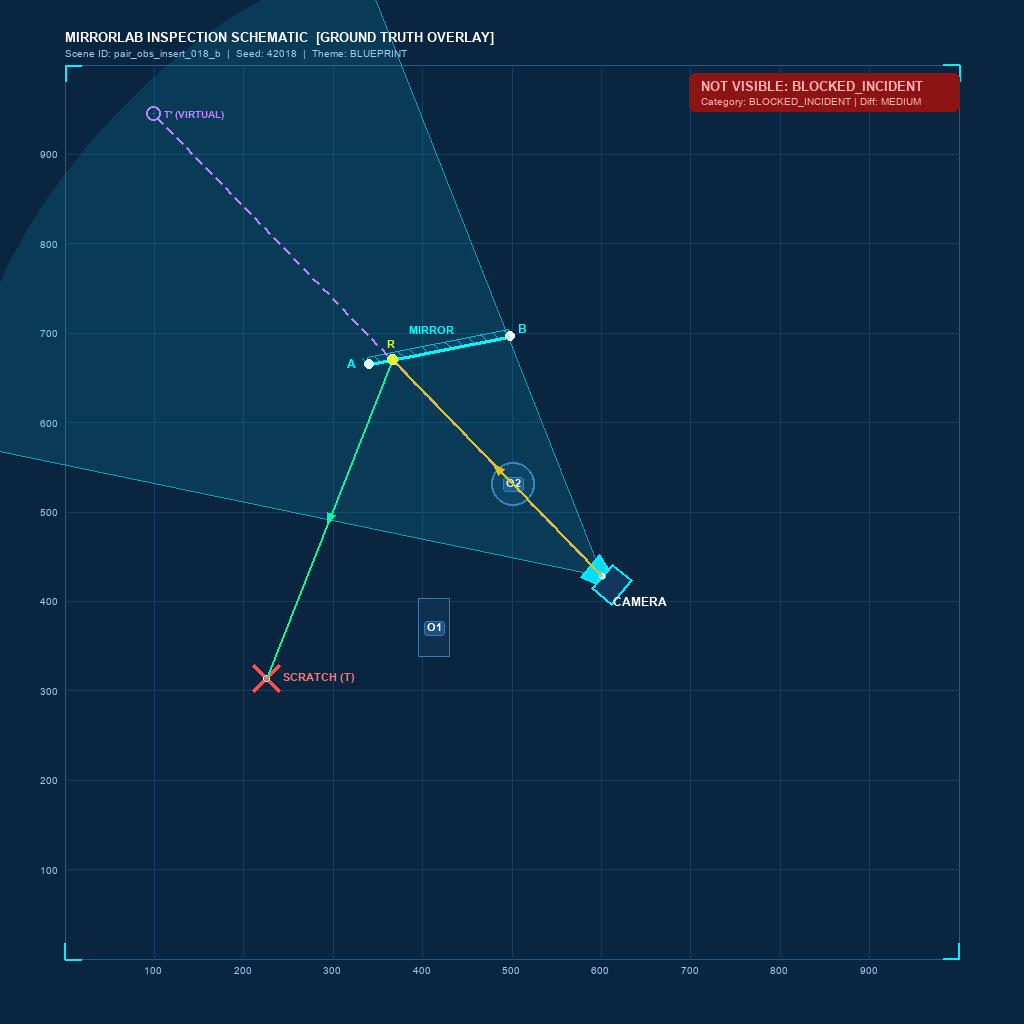 MIRRORLAB INSPECTION SCHEMATIC [GROUND TRUTH OVERLAY]
Scene ID: pair_obs_insert_018_b | Seed: 42018 | Theme: BLUEPRINT
NOT VISIBLE: BLOCKED_INCIDENT
Category: BLOCKED_INCIDENT | Diff: MEDIUM
T' (VIRTUAL)
900
800
700
600
500
400
300
200
100
MIRROR
B
R
A
O2
CAMERA
O1
SCRATCH (T)
100 200 300 400 500 600 700 800 900